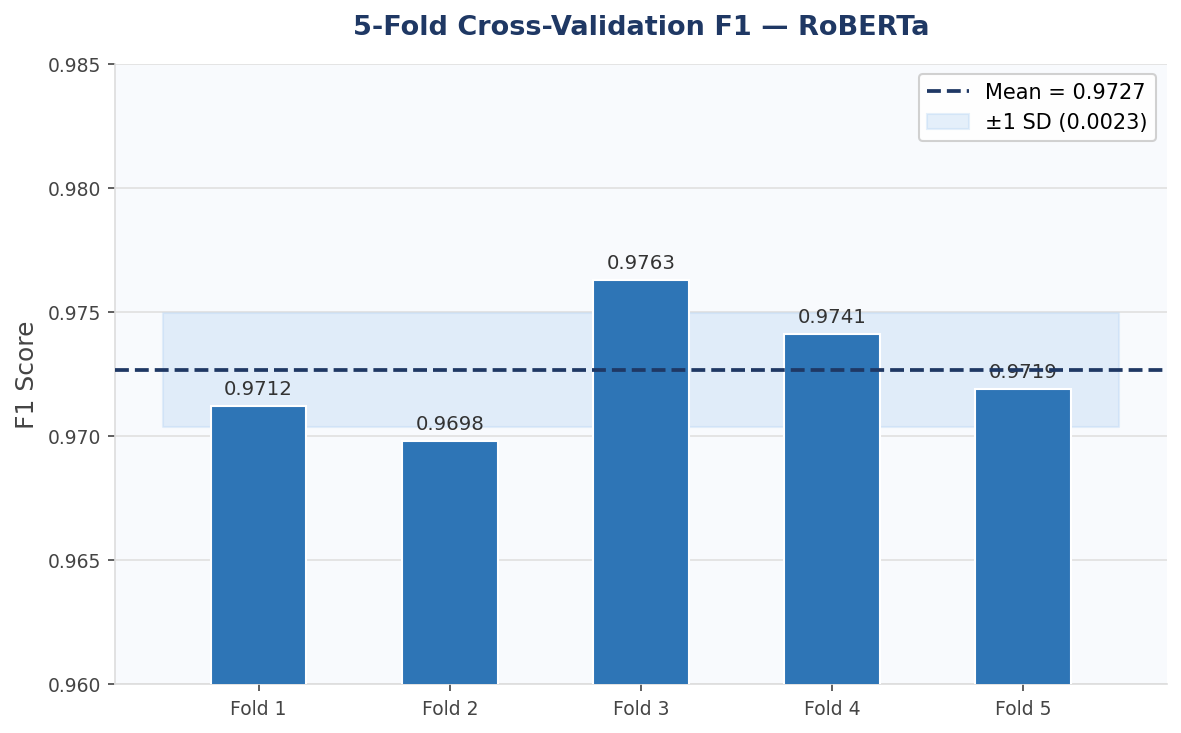 5-Fold Cross-Validation F1 — RoBERTa
Mean = 0.9727
±1 SD (0.0023)
F1 Score
0.985
0.980
0.975
0.970
0.965
0.960
0.9712
0.9698
0.9763
0.9741
0.9719
Fold 1
Fold 2
Fold 3
Fold 4
Fold 5